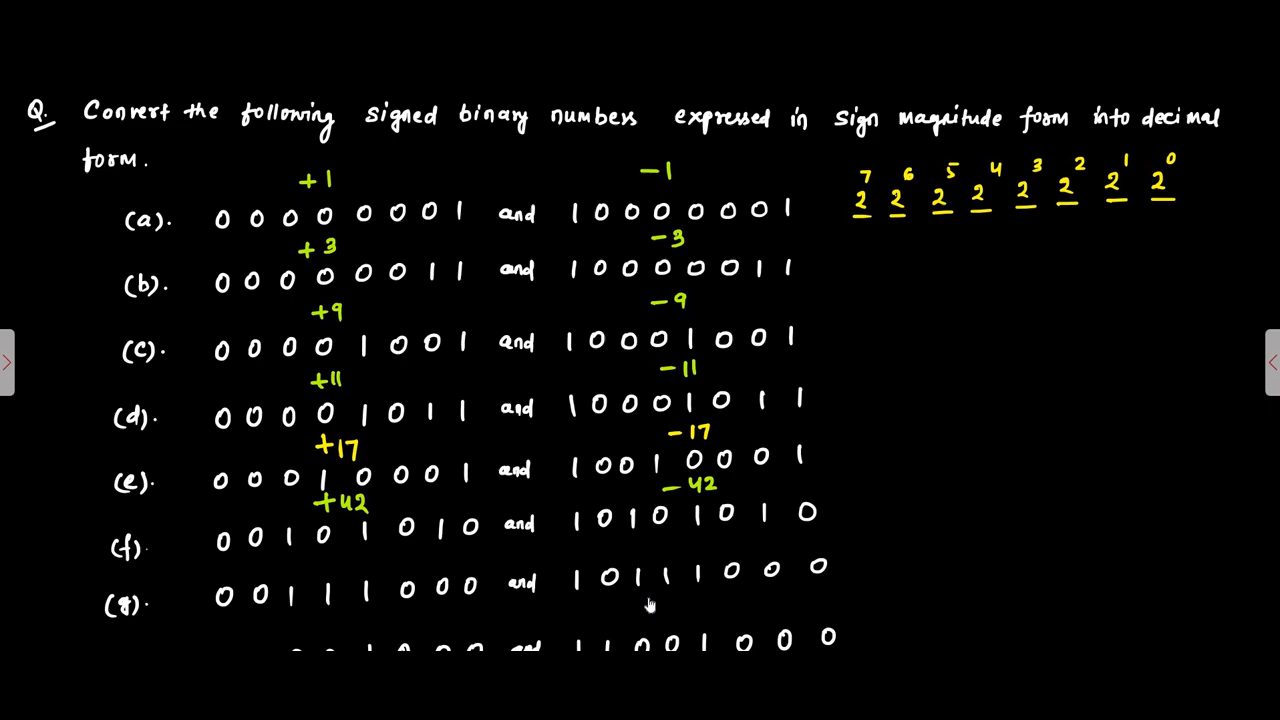 Q. Convert the following signed binary numbers expressed in sign magnitude form into decimal
form.
2^7 2^6 2^5 2^4 2^3 2^2 2^1 2^0
+1 -1
(a). 0 0 0 0 0 0 0 1 and 1 0 0 0 0 0 0 1
+3 -3
(b). 0 0 0 0 0 0 1 1 and 1 0 0 0 0 0 1 1
+9 -9
(c). 0 0 0 0 1 0 0 1 and 1 0 0 0 1 0 0 1
+11 -11
(d). 0 0 0 0 1 0 1 1 and 1 0 0 0 1 0 1 1
+17 -17
(e). 0 0 0 1 0 0 0 1 and 1 0 0 1 0 0 0 1
+42 -42
(f). 0 0 1 0 1 0 1 0 and 1 0 1 0 1 0 1 0
(g). 0 0 1 1 1 0 0 0 and 1 0 1 1 1 0 0 0
0 0 1 0 0 0 and 1 1 0 0 1 0 0 0